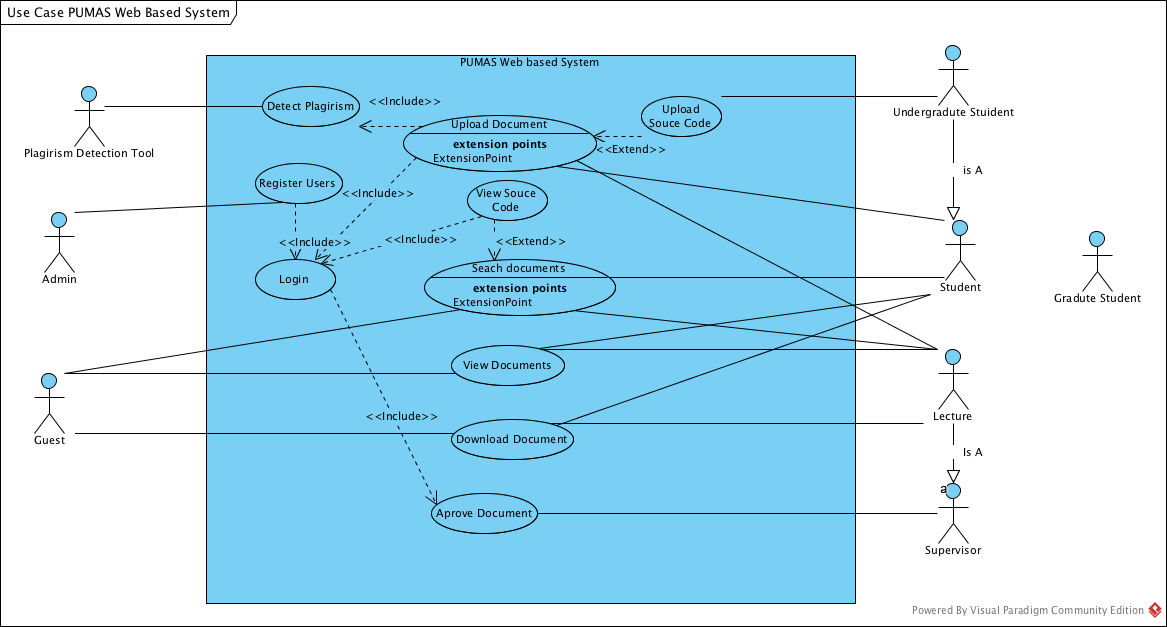 Use Case PUMAS Web Based System
PUMAS Web based System
Detect Plagirism
<<Include>>
Upload Document
extension points
ExtensionPoint
Upload
Souce Code
<<Extend>>
Undergradute Stuident
Plagirism Detection Tool
is A
Register Users
<<Include>>
View Souce
Code
<<Include>>
<<Include>>
<<Extend>>
Admin
Login
Seach documents
extension points
ExtensionPoint
Student
Gradute Student
View Documents
Guest
<<Include>>
Lecture
Download Document
Is A
a
Aprove Document
Supervisor
Powered By Visual Paradigm Community Edition